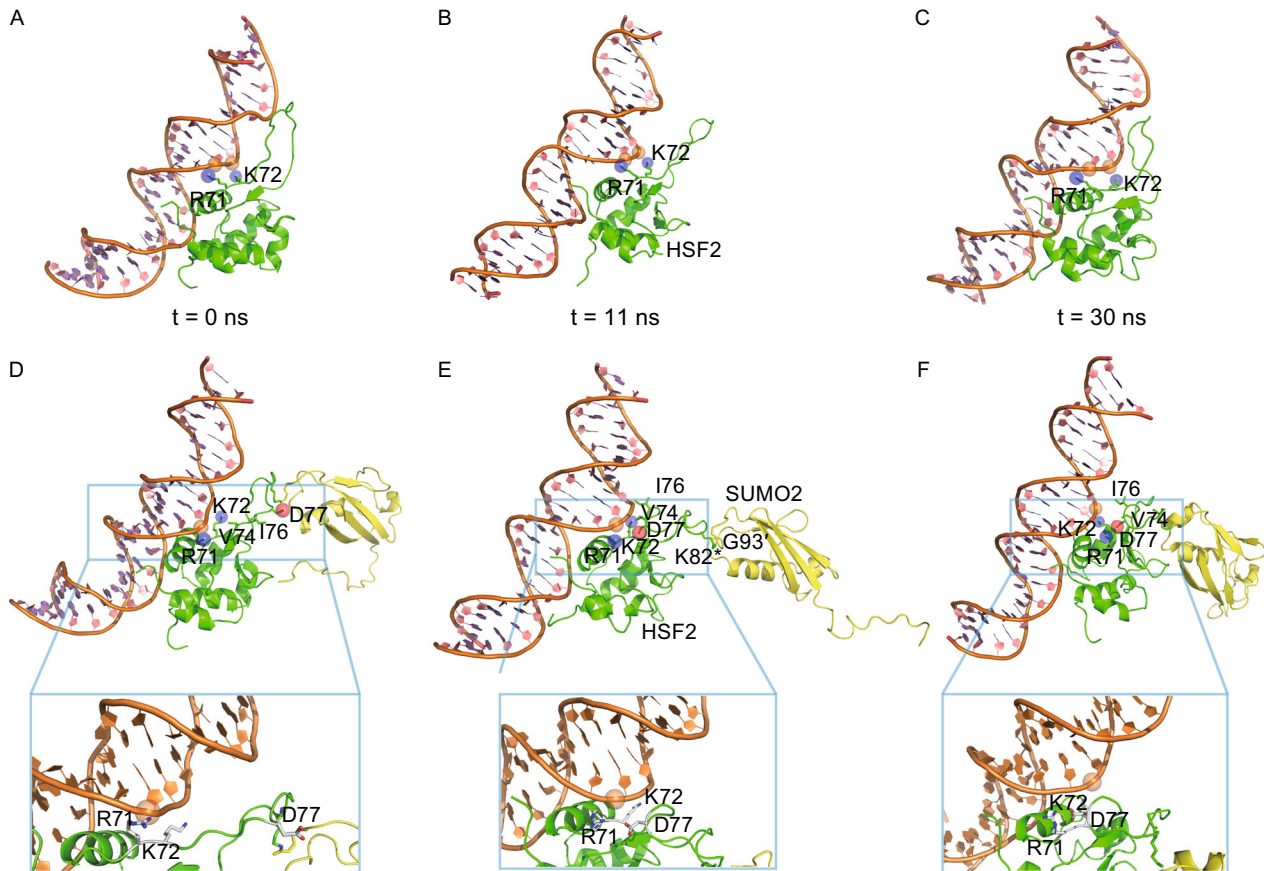 A
B
C
K72
R71
K72
R71
HSF2
K72
R71
t = 0 ns
t = 11 ns
t = 30 ns
D
E
F
K72
D77
V74
I76
R71
I76
SUMO2
V74
D77
G93′
K72
R71
K82*
HSF2
I76
V74
K72
D77
R71
R71
K72
D77
K72
R71
D77
K72
D77
R71